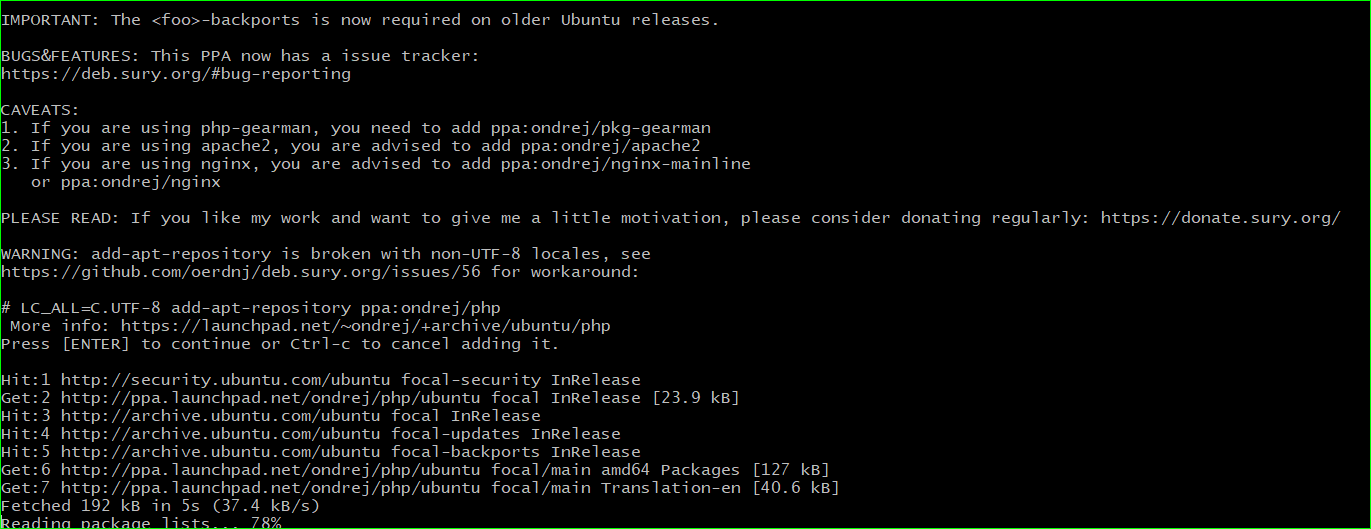 IMPORTANT: The <foo>-backports is now required on older Ubuntu releases.
BUGS&FEATURES: This PPA now has a issue tracker:
https://deb.sury.org/#bug-reporting
CAVEATS:
1. If you are using php-gearman, you need to add ppa:ondrej/pkg-gearman
2. If you are using apache2, you are advised to add ppa:ondrej/apache2
3. If you are using nginx, you are advised to add ppa:ondrej/nginx-mainline
   or ppa:ondrej/nginx
PLEASE READ: If you like my work and want to give me a little motivation, please consider donating regularly: https://donate.sury.org/
WARNING: add-apt-repository is broken with non-UTF-8 locales, see
https://github.com/oerdnj/deb.sury.org/issues/56 for workaround:
# LC_ALL=C.UTF-8 add-apt-repository ppa:ondrej/php
 More info: https://launchpad.net/~ondrej/+archive/ubuntu/php
Press [ENTER] to continue or Ctrl-c to cancel adding it.
Hit:1 http://security.ubuntu.com/ubuntu focal-security InRelease
Get:2 http://ppa.launchpad.net/ondrej/php/ubuntu focal InRelease [23.9 kB]
Hit:3 http://archive.ubuntu.com/ubuntu focal InRelease
Hit:4 http://archive.ubuntu.com/ubuntu focal-updates InRelease
Hit:5 http://archive.ubuntu.com/ubuntu focal-backports InRelease
Get:6 http://ppa.launchpad.net/ondrej/php/ubuntu focal/main amd64 Packages [127 kB]
Get:7 http://ppa.launchpad.net/ondrej/php/ubuntu focal/main Translation-en [40.6 kB]
Fetched 192 kB in 5s (37.4 kB/s)
Reading package lists... 78%